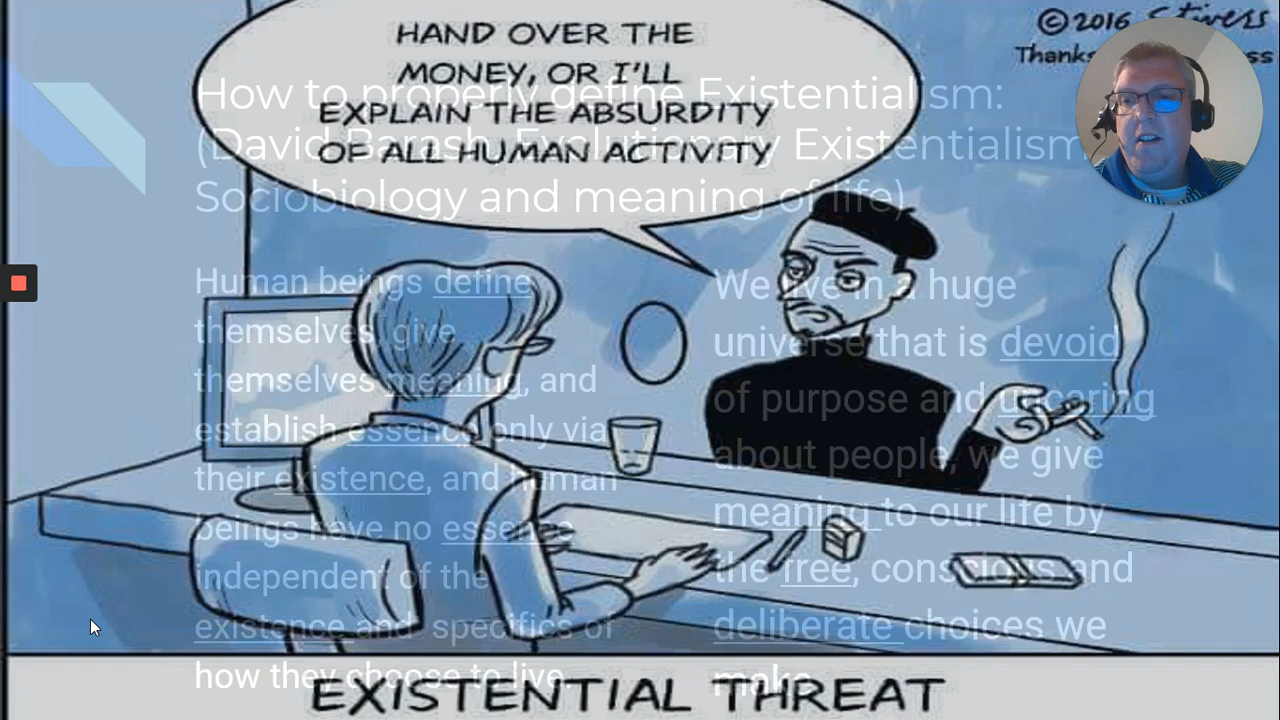 HAND OVER THE
MONEY, OR I'LL
EXPLAIN THE ABSURDITY
OF ALL HUMAN ACTIVITY
© 2016 Stivers
Thanks
ss
How to properly define Existentialism:
(David Barash Evolutionary Existentialism
Sociobiology and meaning of life)
Human beings define
themselves, give
themselves meaning, and
establish essence only via
their existence, and human
beings have no essence
independent of the
existence and specifics of
how they choose to live.
We live in a huge
universe that is devoid
of purpose and uncaring
about people, we give
meaning to our life by
the free, conscious and
deliberate choices we
make.
EXISTENTIAL THREAT